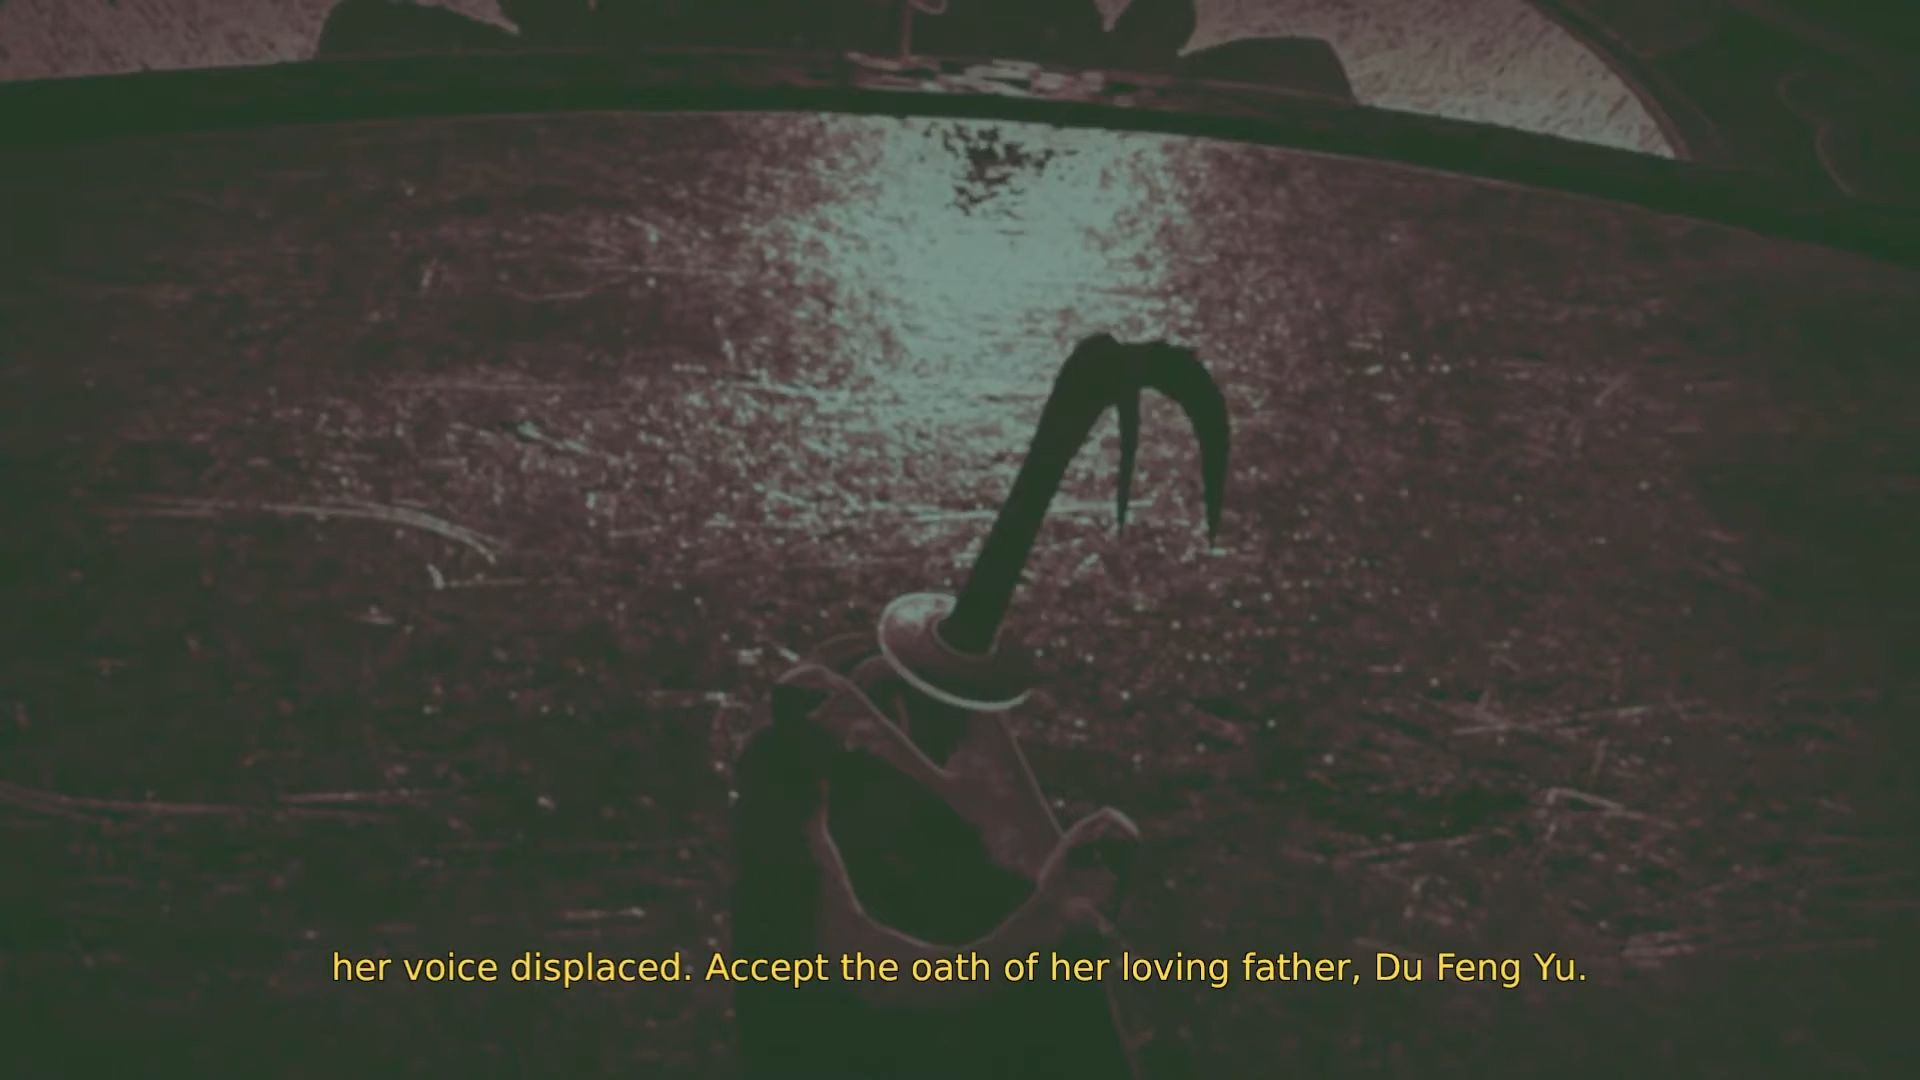 her voice displaced. Accept the oath of her loving father, Du Feng Yu.